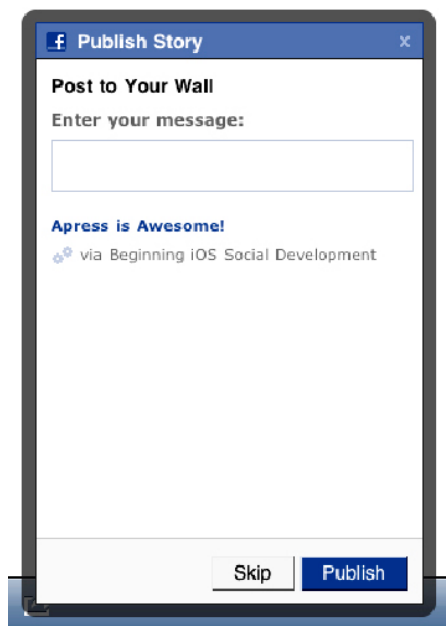 Publish Story x
Post to Your Wall
Enter your message:
Apress is Awesome!
via Beginning iOS Social Development
Skip Publish